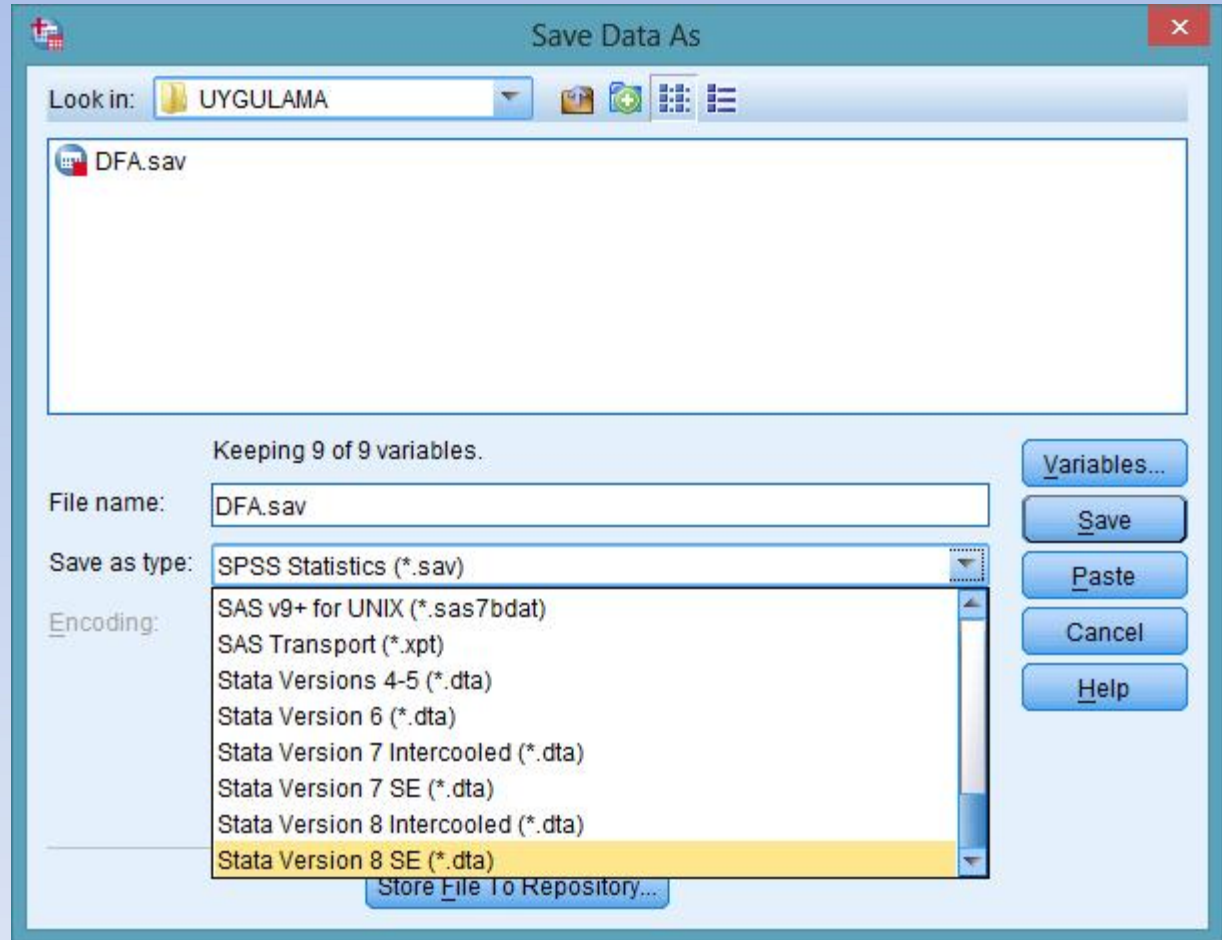 Save Data As
Look in: UYGULAMA
DFA.sav
Keeping 9 of 9 variables.
Variables...
File name: DFA.sav
Save
Save as type: SPSS Statistics (*.sav)
Paste
Encoding:
SAS v9+ for UNIX (*.sas7bdat)
SAS Transport (*.xpt)
Cancel
Stata Versions 4-5 (*.dta)
Help
Stata Version 6 (*.dta)
Stata Version 7 Intercooled (*.dta)
Stata Version 7 SE (*.dta)
Stata Version 8 Intercooled (*.dta)
Stata Version 8 SE (*.dta)
Store File To Repository...